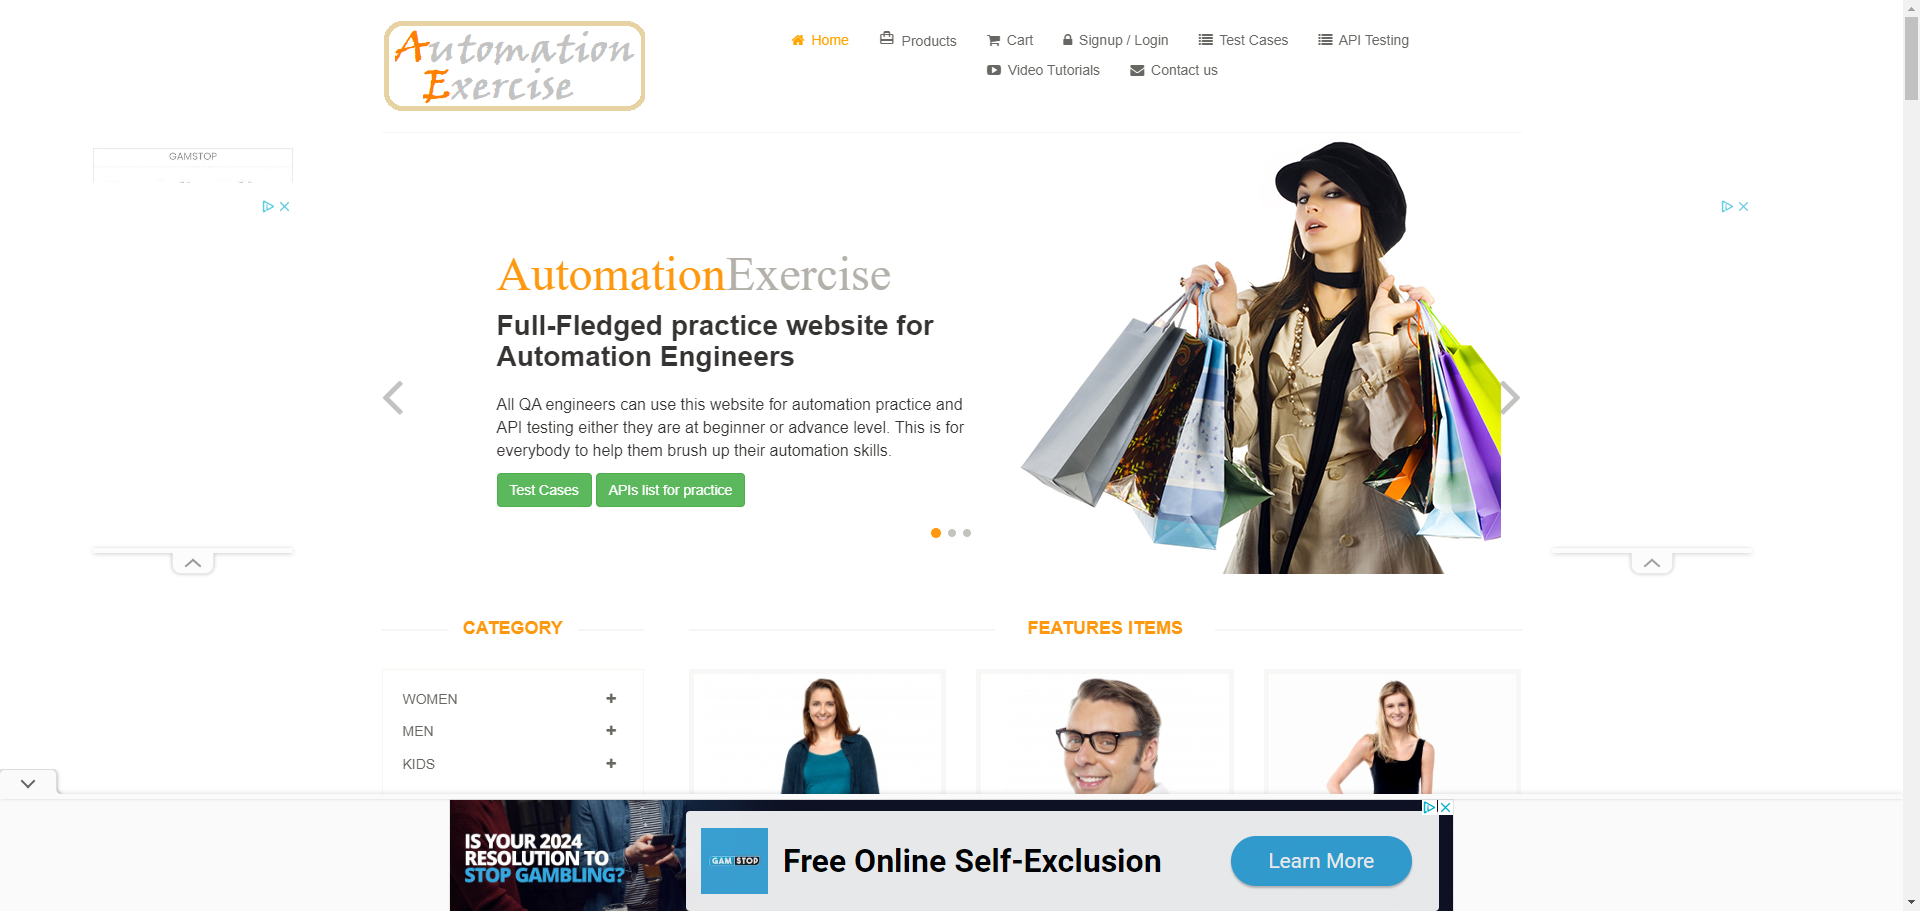 Automation
Exercise
Home
Products
Cart
Signup / Login
Test Cases
API Testing
Video Tutorials
Contact us
GAMSTOP
AutomationExercise
Full-Fledged practice website for
Automation Engineers
All QA engineers can use this website for automation practice and
API testing either they are at beginner or advance level. This is for
everybody to help them brush up their automation skills.
Test Cases
APIs list for practice
CATEGORY
FEATURES ITEMS
WOMEN
MEN
KIDS
IS YOUR 2024
RESOLUTION TO
STOP GAMBLING?
GAMSTOP
Free Online Self-Exclusion
Learn More